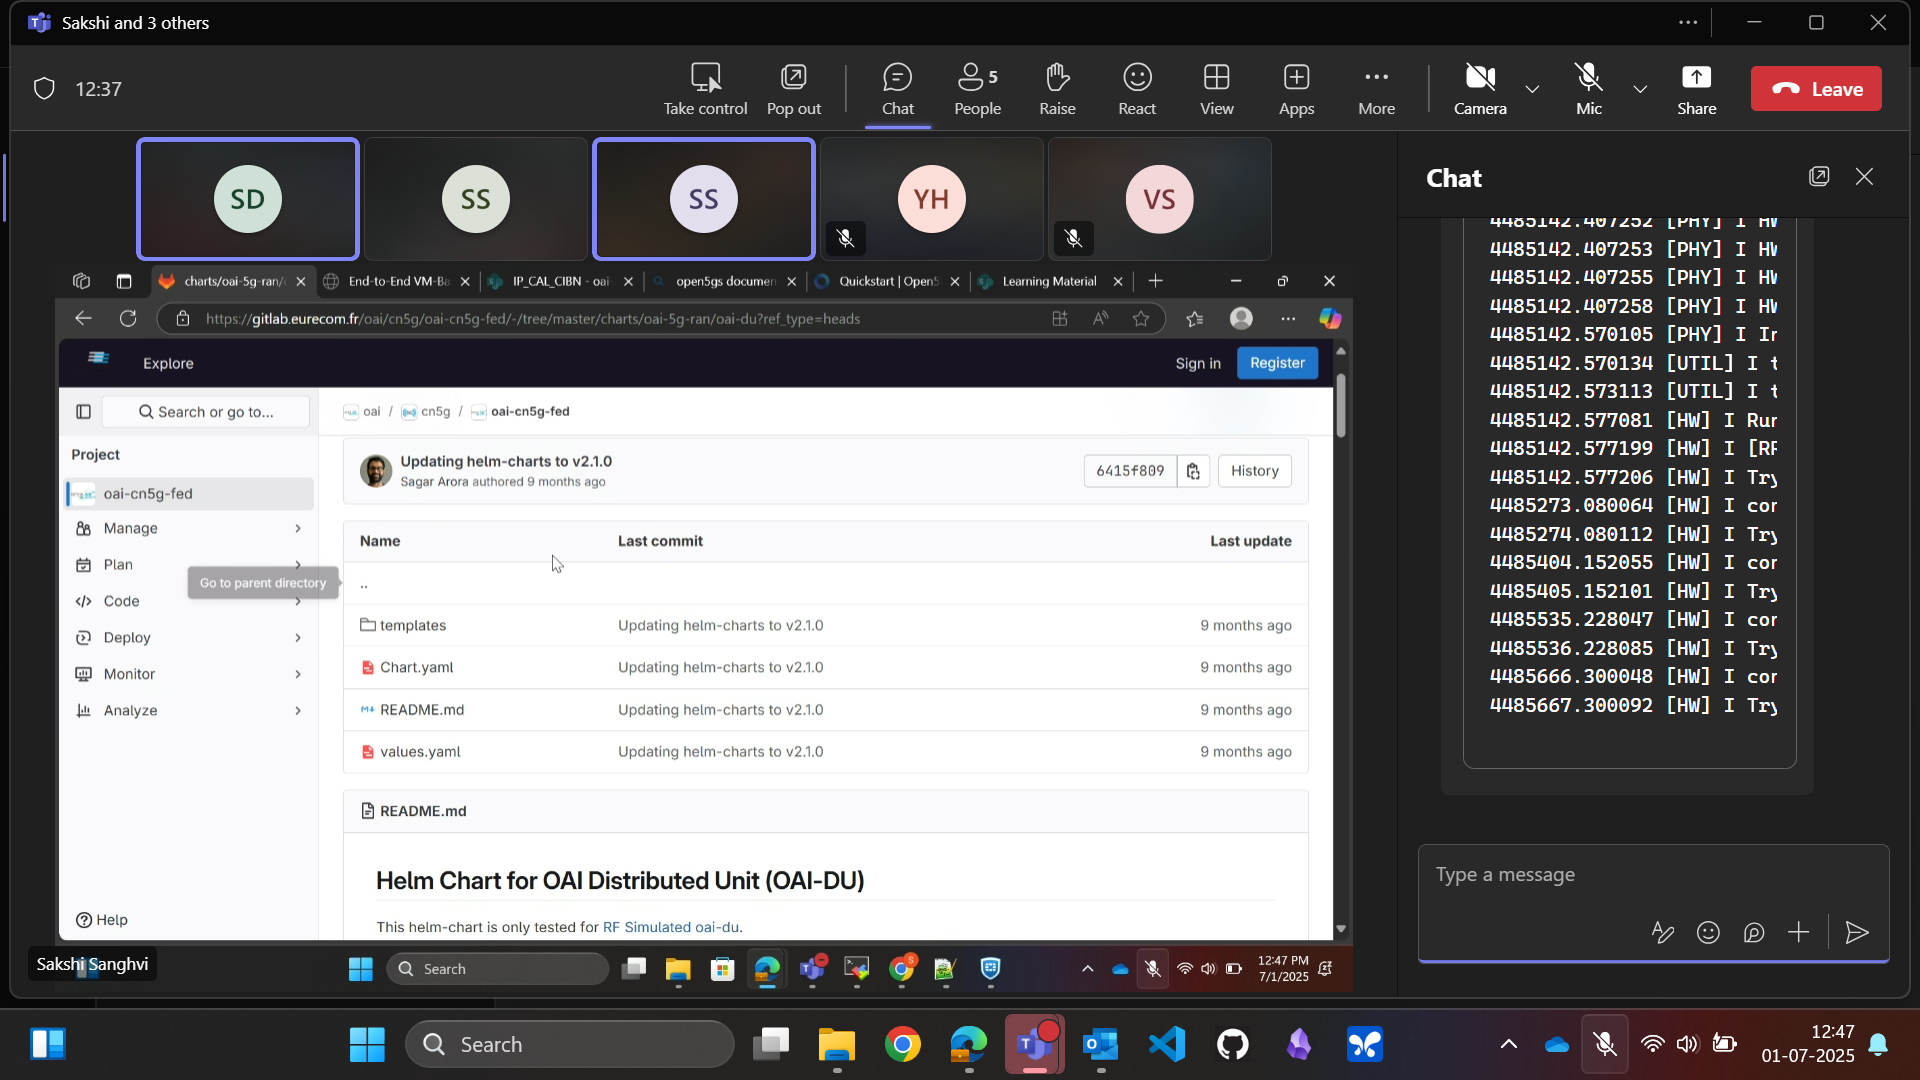 Sakshi and 3 others
12:37
Take control
Pop out
Chat
People
5
Raise
React
View
Apps
More
Camera
Mic
Share
Leave
SD
SS
SS
YH
VS
charts/oai-5g-ran/
End-to-End VM-Ba
IP_CAL_CIBN - oai
open5gs documen
Quickstart | Open5
Learning Material
https://gitlab.eurecom.fr/oai/cn5g/oai-cn5g-fed/-/tree/master/charts/oai-5g-ran/oai-du?ref_type=heads
Explore
Sign in
Register
Search or go to...
oai / cn5g / oai-cn5g-fed
Project
oai-cn5g-fed
Manage
Plan
Code
Deploy
Monitor
Analyze
Help
Go to parent directory
Updating helm-charts to v2.1.0
Sagar Arora authored 9 months ago
6415f809
History
Name Last commit Last update
..
templates Updating helm-charts to v2.1.0 9 months ago
Chart.yaml Updating helm-charts to v2.1.0 9 months ago
README.md Updating helm-charts to v2.1.0 9 months ago
values.yaml Updating helm-charts to v2.1.0 9 months ago
README.md
Helm Chart for OAI Distributed Unit (OAI-DU)
This helm-chart is only tested for RF Simulated oai-du.
Sakshi Sanghvi
Search
12:47 PM
7/1/2025
Chat
4485142.407252 [PHY] I HW
4485142.407253 [PHY] I HW
4485142.407255 [PHY] I HW
4485142.407258 [PHY] I HW
4485142.570105 [PHY] I In
4485142.570134 [UTIL] I t
4485142.573113 [UTIL] I t
4485142.577081 [HW] I Run
4485142.577199 [HW] I [RF
4485142.577206 [HW] I Try
4485273.080064 [HW] I con
4485274.080112 [HW] I Try
4485404.152055 [HW] I con
4485405.152101 [HW] I Try
4485535.228047 [HW] I con
4485536.228085 [HW] I Try
4485666.300048 [HW] I con
4485667.300092 [HW] I Try
Type a message
Search
12:47
01-07-2025